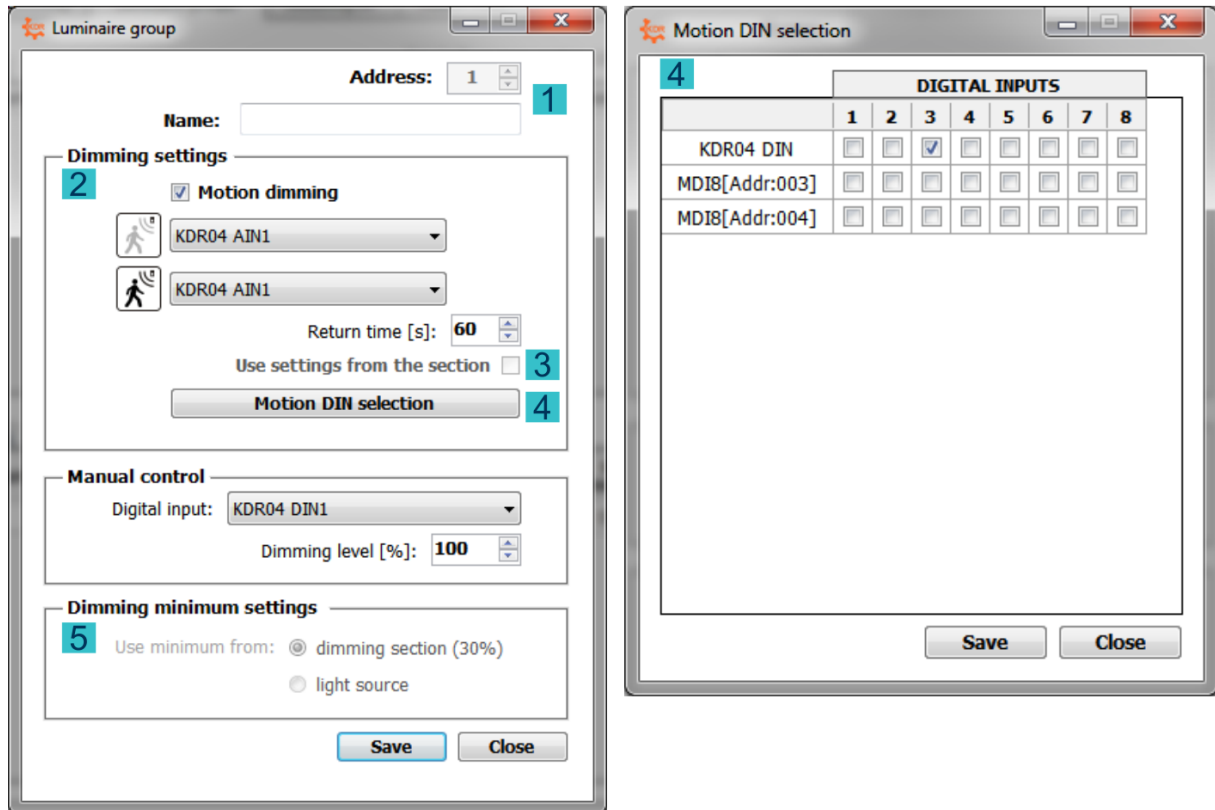 Luminaire group
Address: 1
1
Name:
Dimming settings
2
Motion dimming
KDR04 AIN1
KDR04 AIN1
Return time [s]: 60
Use settings from the section 3
Motion DIN selection 4
Manual control
Digital input: KDR04 DIN1
Dimming level [%]: 100
Dimming minimum settings
5
Use minimum from: dimming section (30%)
light source
Save Close
KDR Motion DIN selection
4
DIGITAL INPUTS
1 2 3 4 5 6 7 8
KDR04 DIN
MDI8[Addr:003]
MDI8[Addr:004]
Save Close